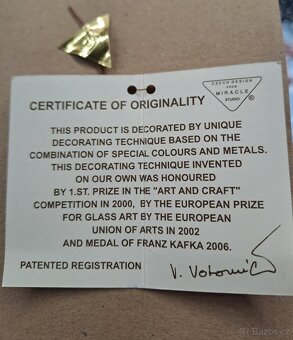 CZECH DESIGN
FROM
MIRACLE
STUDIO
®
CERTIFICATE OF ORIGINALITY
THIS PRODUCT IS DECORATED BY UNIQUE
DECORATING TECHNIQUE BASED ON THE
COMBINATION OF SPECIAL COLOURS AND METALS.
THIS DECORATING TECHNIQUE INVENTED
ON OUR OWN WAS HONOURED
BY 1.ST. PRIZE IN THE "ART AND CRAFT"
COMPETITION IN 2000, BY THE EUROPEAN PRIZE
FOR GLASS ART BY THE EUROPEAN
UNION OF ARTS IN 2002
AND MEDAL OF FRANZ KAFKA 2006.
PATENTED REGISTRATION